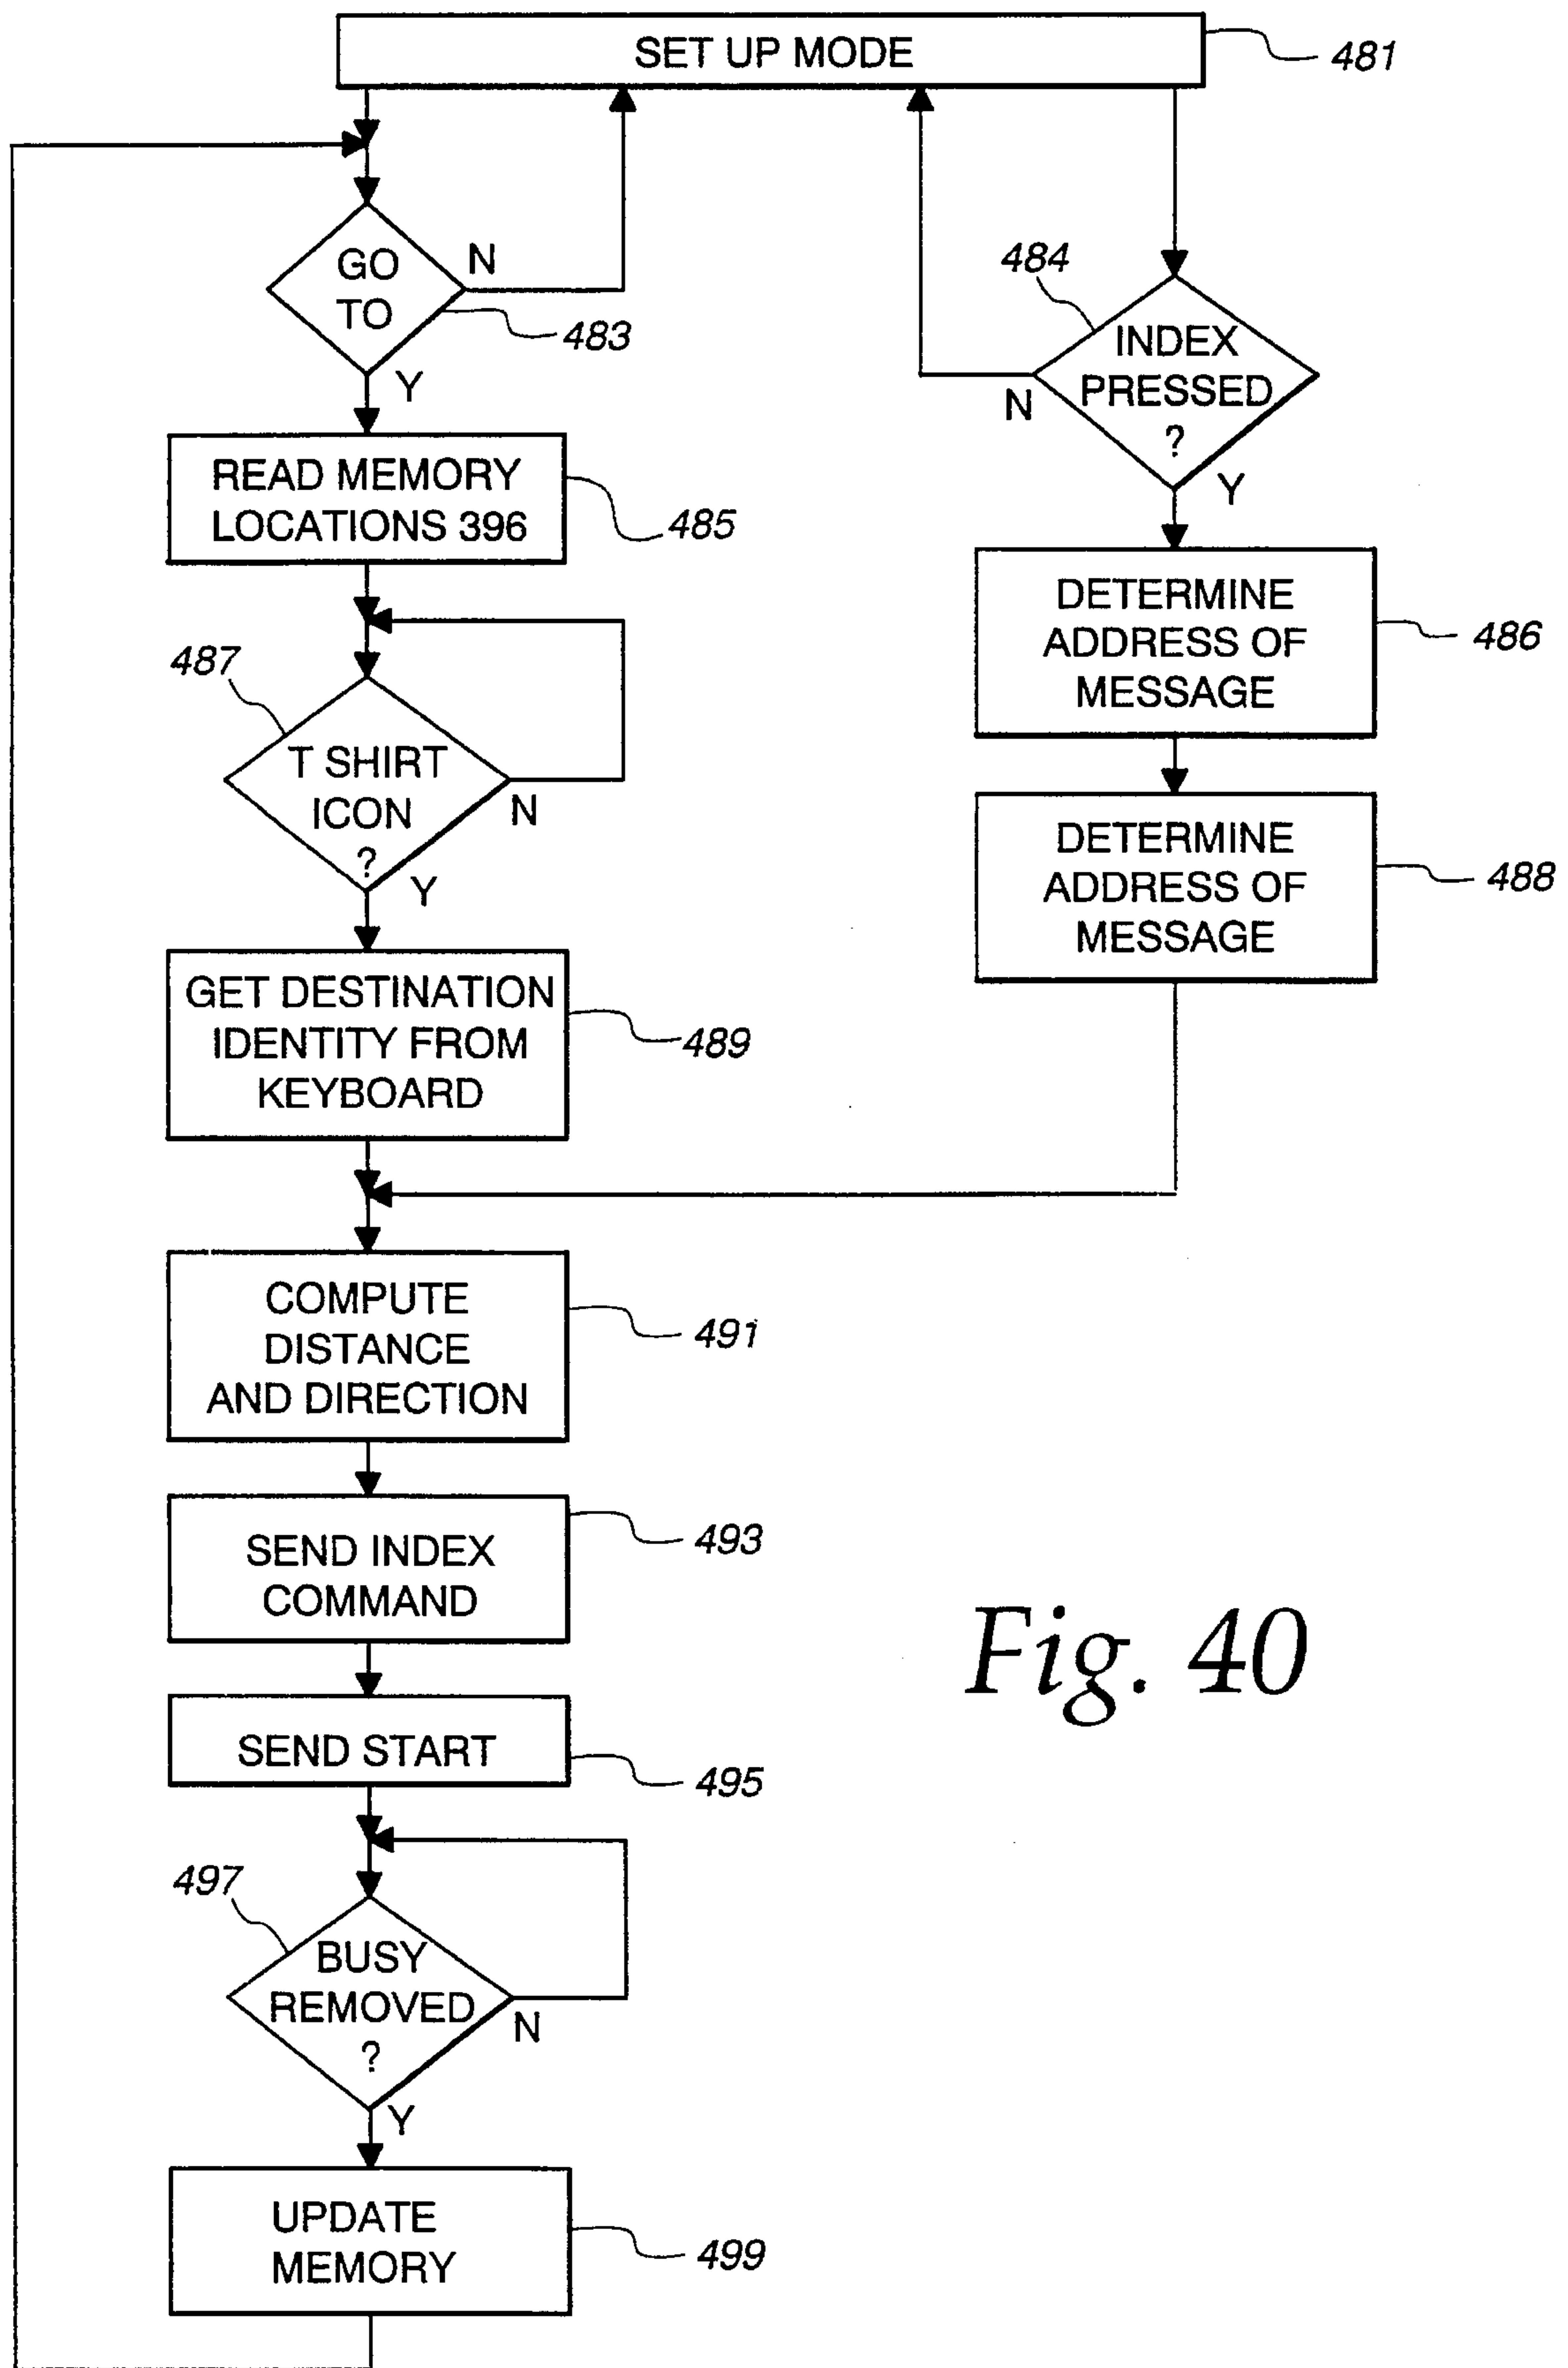 SET UP MODE
481
GO
TO
N
483
Y
READ MEMORY
LOCATIONS 396
485
487
T SHIRT
ICON
?
N
Y
GET DESTINATION
IDENTITY FROM
KEYBOARD
489
484
INDEX
PRESSED
?
N
Y
DETERMINE
ADDRESS OF
MESSAGE
486
DETERMINE
ADDRESS OF
MESSAGE
488
COMPUTE
DISTANCE
AND DIRECTION
491
SEND INDEX
COMMAND
493
SEND START
495
497
BUSY
REMOVED
?
N
Y
UPDATE
MEMORY
499
Fig. 40